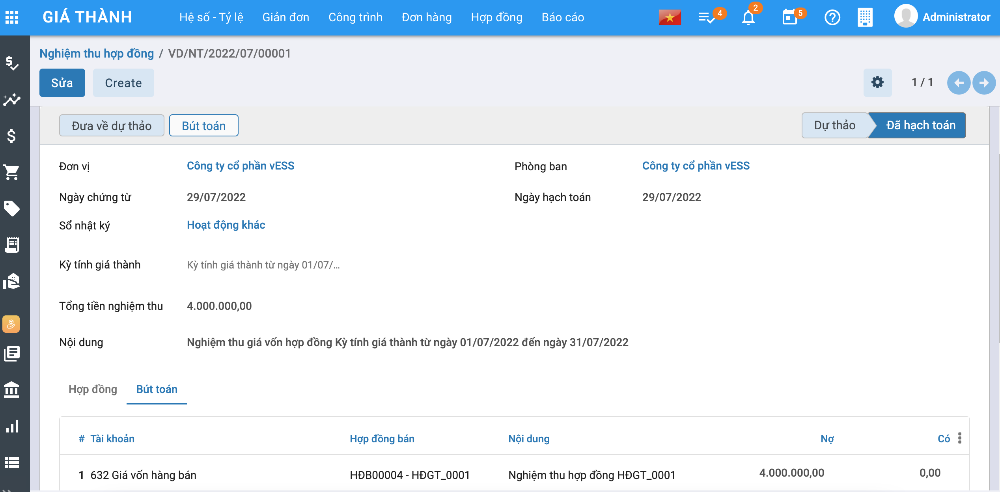 GIÁ THÀNH Hệ số - Tỷ lệ Giản đơn Công trình Đơn hàng Hợp đồng Báo cáo 4 2 5 Administrator
Nghiệm thu hợp đồng / VD/NT/2022/07/00001
Sửa Create 1 / 1
Đưa về dự thảo Bút toán Dự thảo Đã hạch toán
Đơn vị Công ty cổ phần vESS Phòng ban Công ty cổ phần vESS
Ngày chứng từ 29/07/2022 Ngày hạch toán 29/07/2022
Sổ nhật ký Hoạt động khác
Kỳ tính giá thành Kỳ tính giá thành từ ngày 01/07/...
Tổng tiền nghiệm thu 4.000.000,00
Nội dung Nghiệm thu giá vốn hợp đồng Kỳ tính giá thành từ ngày 01/07/2022 đến ngày 31/07/2022
Hợp đồng Bút toán
# Tài khoản Hợp đồng bán Nội dung Nợ Có
1 632 Giá vốn hàng bán HĐB00004 - HĐGT_0001 Nghiệm thu hợp đồng HĐGT_0001 4.000.000,00 0,00